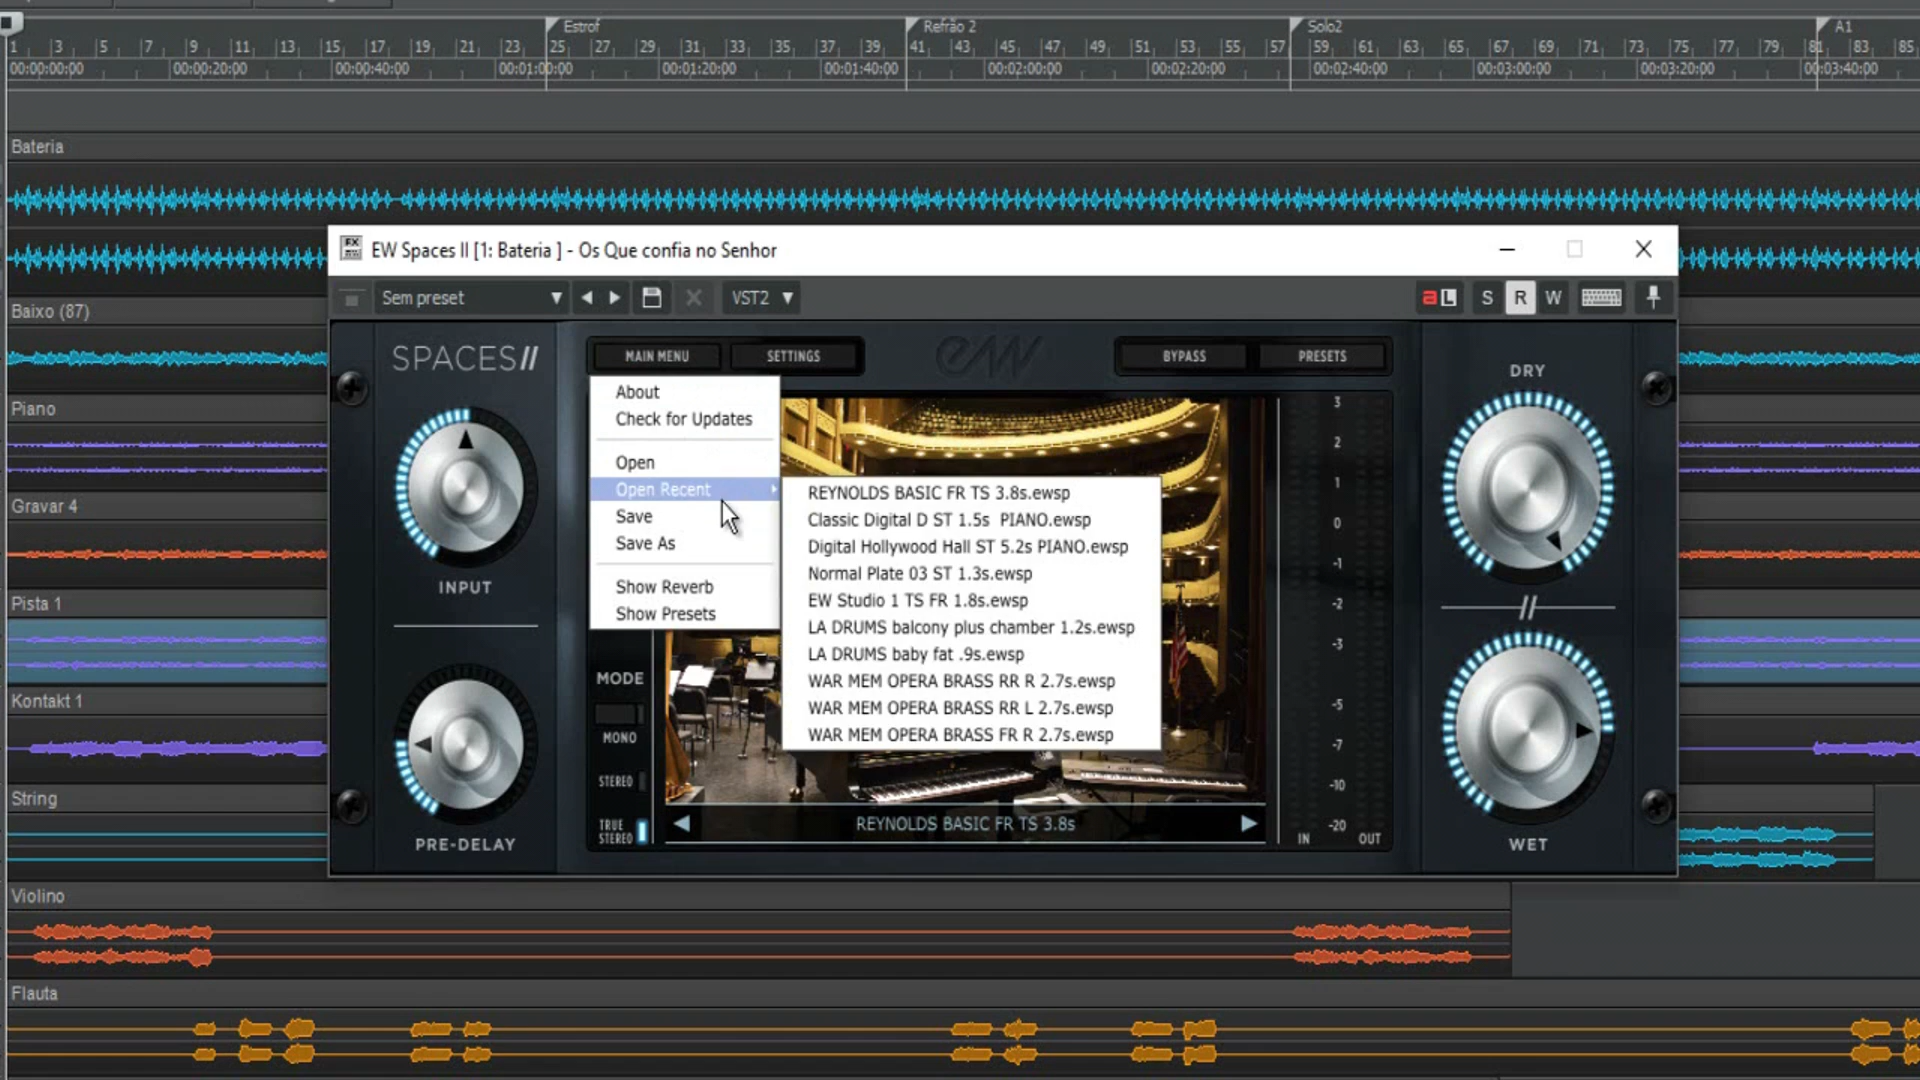 Estrof Refrão 2 Solo2 A1
1 3 5 7 9 11 13 15 17 19 21 23 25 27 29 31 33 35 37 39 41 43 45 47 49 51 53 55 57 59 61 63 65 67 69 71 73 75 77 79 81 83 85
00:00:00:00 00:00:20:00 00:00:40:00 00:01:00:00 00:01:20:00 00:01:40:00 00:02:00:00 00:02:20:00 00:02:40:00 00:03:00:00 00:03:20:00 00:03:40:00
Bateria
FX EW Spaces II [1: Bateria ] - Os Que confia no Senhor
Sem preset VST2 a L S R W
Baixo (87)
Piano
Gravar 4
Pista 1
Kontakt 1
String
Violino
Flauta
SPACES II
INPUT
PRE-DELAY
MAIN MENU SETTINGS
EW
BYPASS PRESETS
About
Check for Updates
Open
Open Recent
Save
Save As
Show Reverb
Show Presets
REYNOLDS BASIC FR TS 3.8s.ewsp
Classic Digital D ST 1.5s  PIANO.ewsp
Digital Hollywood Hall ST 5.2s PIANO.ewsp
Normal Plate 03 ST 1.3s.ewsp
EW Studio 1 TS FR 1.8s.ewsp
LA DRUMS balcony plus chamber 1.2s.ewsp
LA DRUMS baby fat .9s.ewsp
WAR MEM OPERA BRASS RR R 2.7s.ewsp
WAR MEM OPERA BRASS RR L 2.7s.ewsp
WAR MEM OPERA BRASS FR R 2.7s.ewsp
MODE
MONO
STEREO
TRUE
STEREO
REYNOLDS BASIC FR TS 3.8s
3
2
1
0
-1
-2
-3
-5
-7
-10
-20
IN OUT
DRY
//
WET